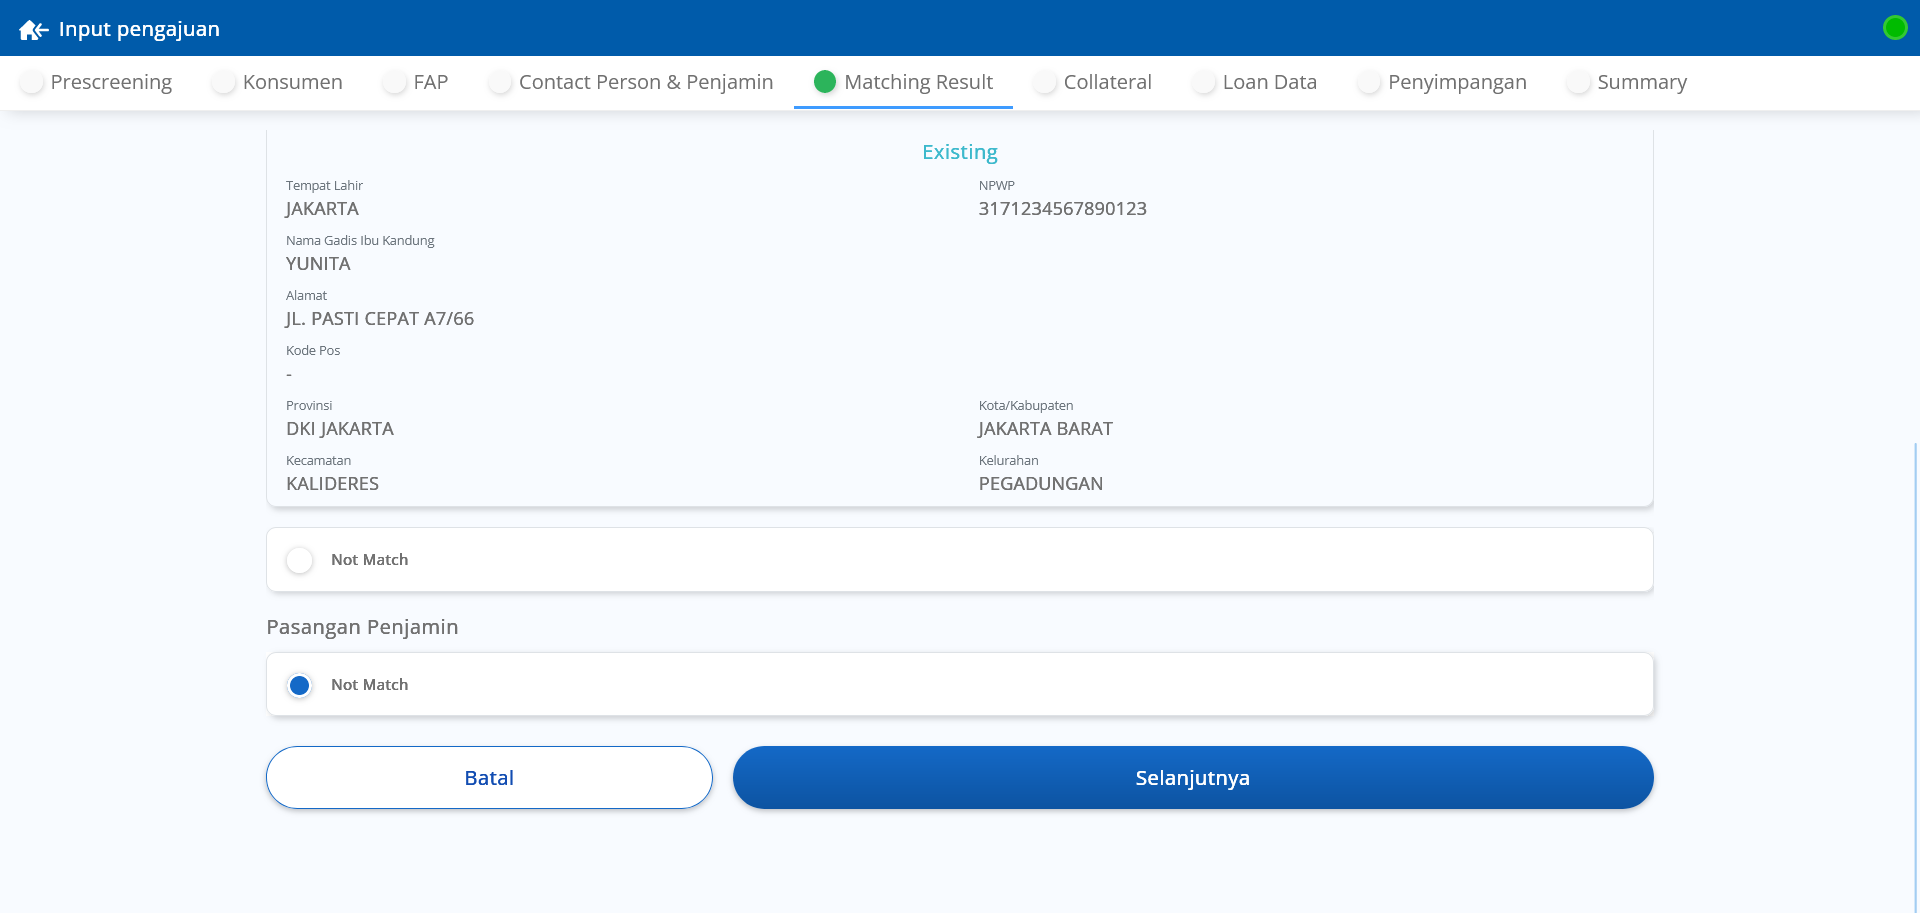 Input pengajuan
Prescreening Konsumen FAP Contact Person & Penjamin Matching Result Collateral Loan Data Penyimpangan Summary
Existing
Tempat Lahir NPWP
JAKARTA 3171234567890123
Nama Gadis Ibu Kandung
YUNITA
Alamat
JL. PASTI CEPAT A7/66
Kode Pos
-
Provinsi Kota/Kabupaten
DKI JAKARTA JAKARTA BARAT
Kecamatan Kelurahan
KALIDERES PEGADUNGAN
Not Match
Pasangan Penjamin
Not Match
Batal Selanjutnya